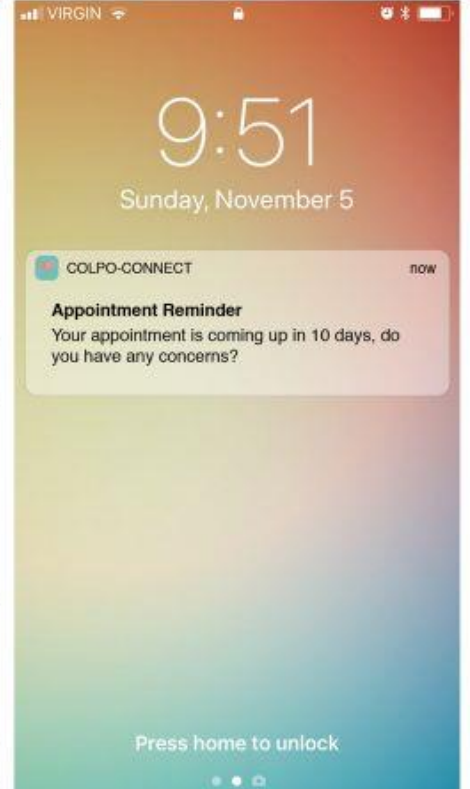 VIRGIN
9:51
Sunday, November 5
COLPO-CONNECT now
Appointment Reminder
Your appointment is coming up in 10 days, do
you have any concerns?
Press home to unlock